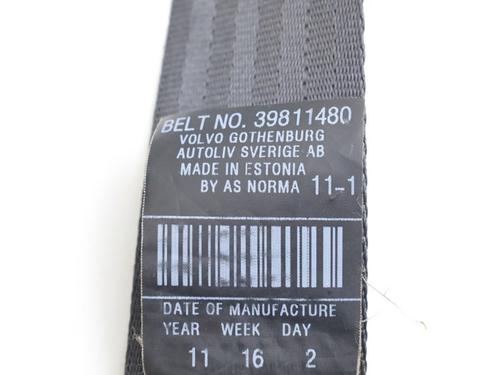 BELT NO. 39811480
VOLVO GOTHENBURG
AUTOLIV SVERIGE AB
MADE IN ESTONIA
BY AS NORMA 11-1
DATE OF MANUFACTURE
YEAR WEEK DAY
11 16 2